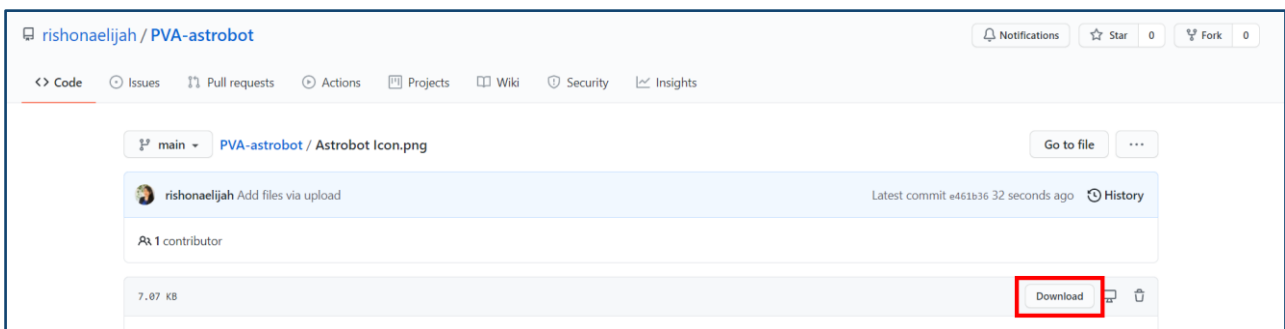 rishonaelijah / PVA-astrobot
Notifications Star 0 Fork 0
<> Code Issues Pull requests Actions Projects Wiki Security Insights
main PVA-astrobot / Astrobot Icon.png Go to file ...
rishonaelijah Add files via upload Latest commit e461b36 32 seconds ago History
1 contributor
7.07 KB Download